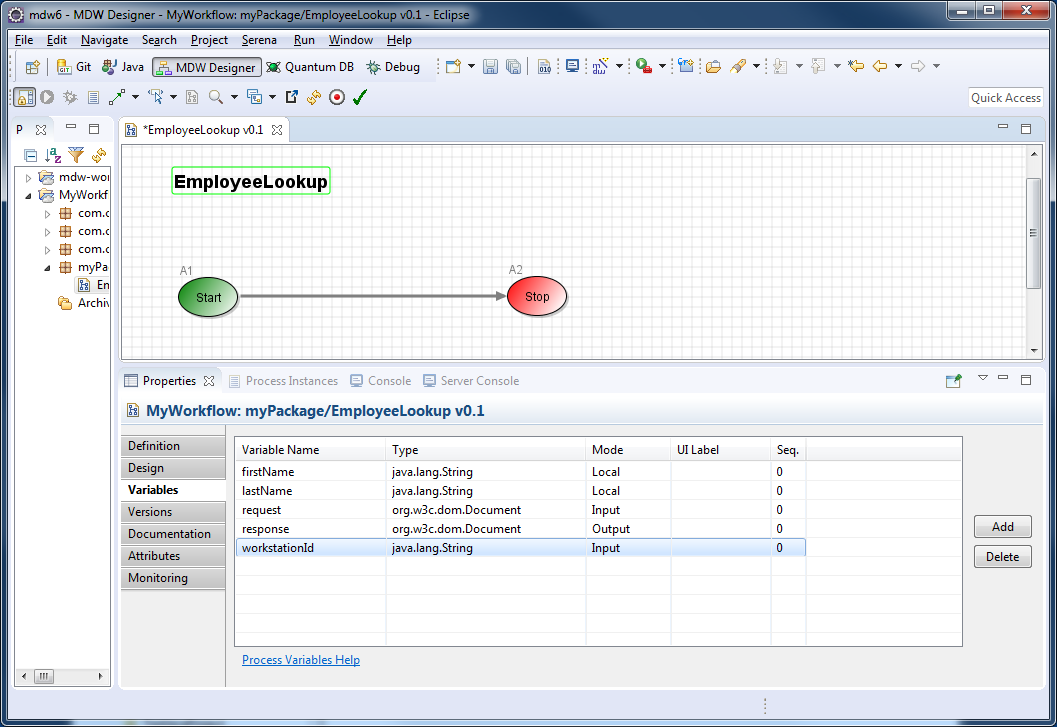 mdw6 - MDW Designer - MyWorkflow: myPackage/EmployeeLookup v0.1 - Eclipse
File Edit Navigate Search Project Serena Run Window Help
Git Java MDW Designer Quantum DB Debug
Quick Access
P
*EmployeeLookup v0.1
mdw-wor
MyWorkf
com.c
com.c
com.c
myPa
En
Archiv
EmployeeLookup
A1 A2
Start Stop
Properties Process Instances Console Server Console
MyWorkflow: myPackage/EmployeeLookup v0.1
Definition
Design
Variables
Versions
Documentation
Attributes
Monitoring
Variable Name Type Mode UI Label Seq.
firstName java.lang.String Local 0
lastName java.lang.String Local 0
request org.w3c.dom.Document Input 0
response org.w3c.dom.Document Output 0
workstationId java.lang.String Input 0
Add
Delete
Process Variables Help